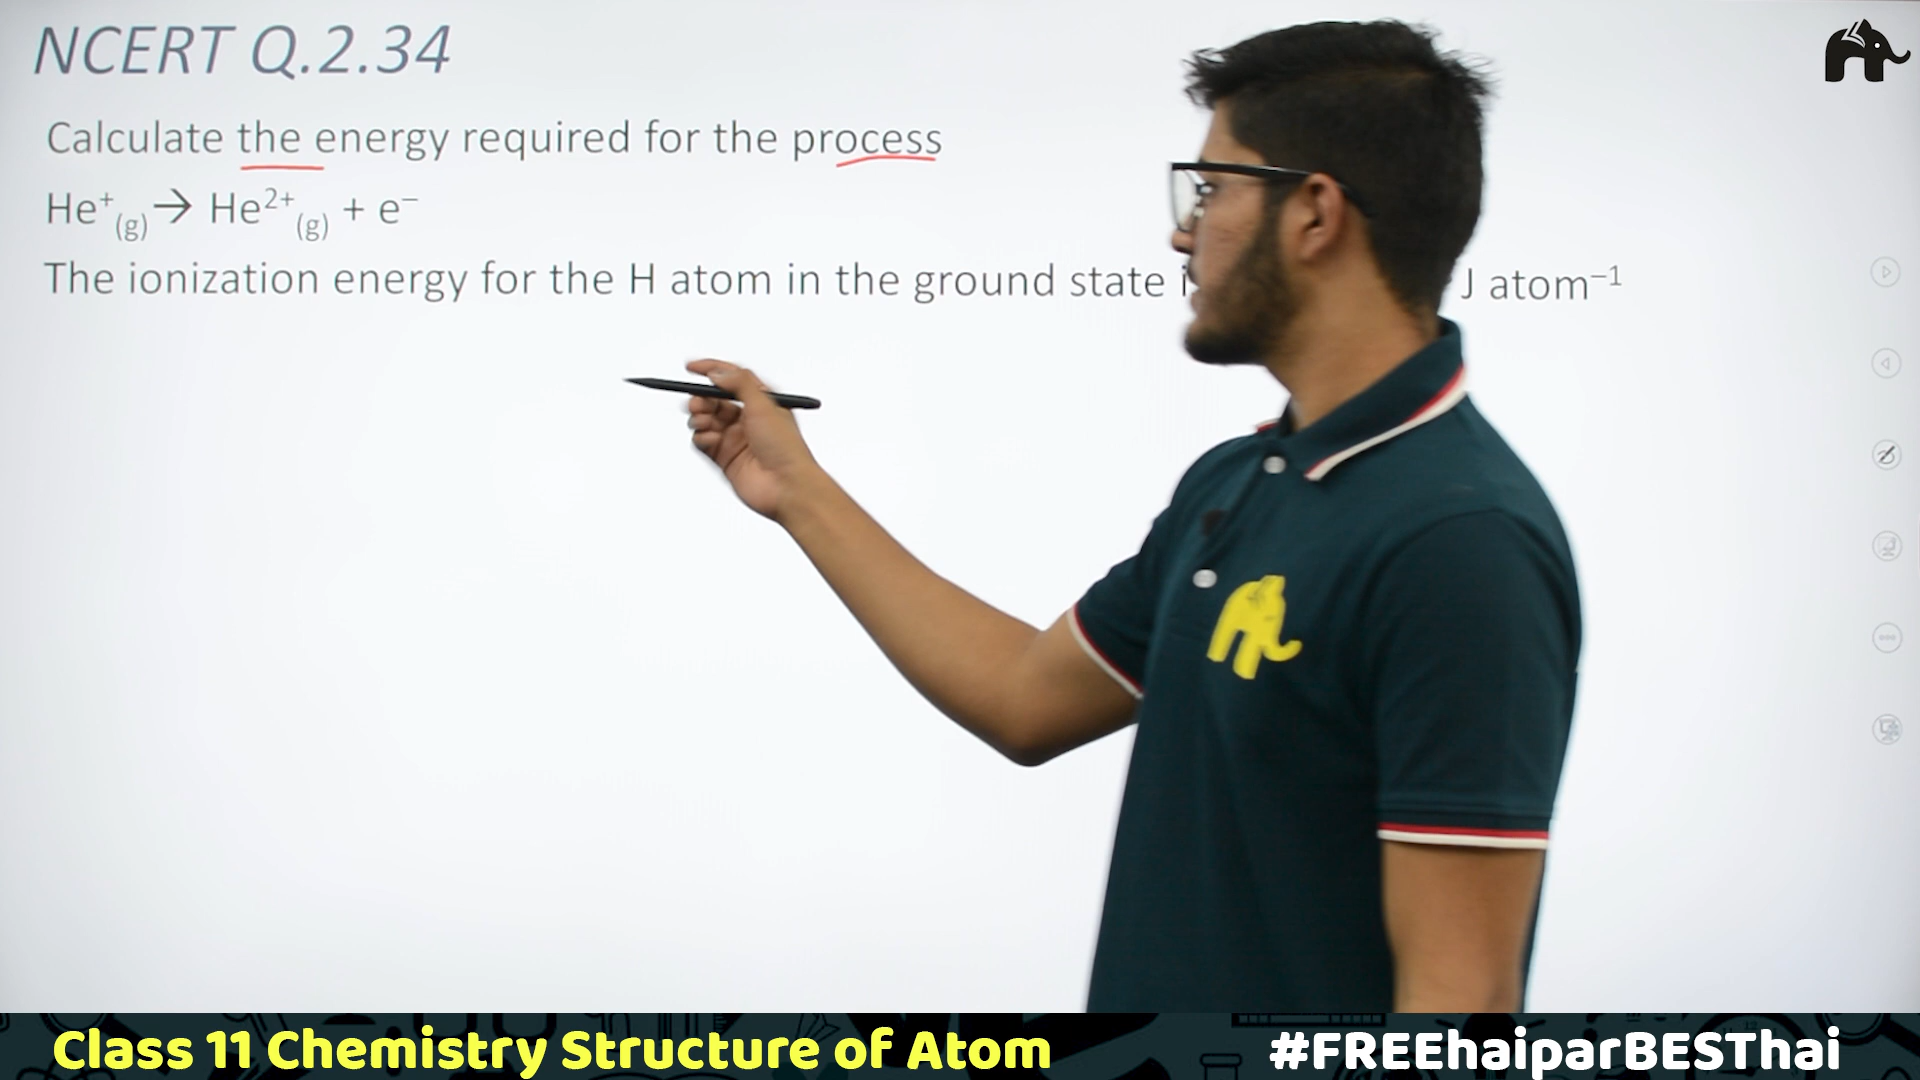 NCERT Q.2.34
Calculate the energy required for the process
He⁺(g) → He²⁺(g) + e⁻
The ionization energy for the H atom in the ground state J atom⁻¹
Class 11 Chemistry Structure of Atom
#FREEhaiparBESThai